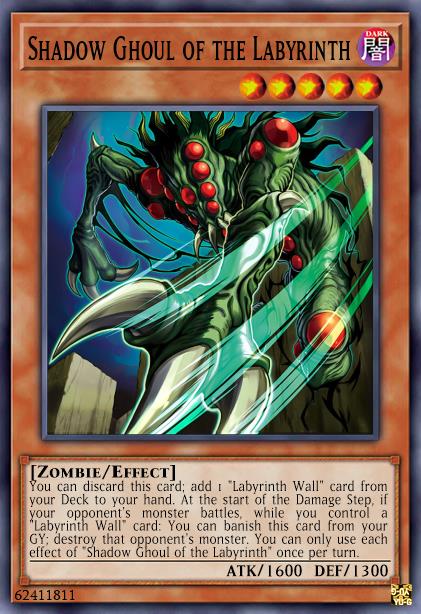 SHADOW GHOUL OF THE LABYRINTH
DARK
闇
[ZOMBIE/EFFECT]
You can discard this card; add 1 "Labyrinth Wall" card from
your Deck to your hand. At the start of the Damage Step, if
your opponent's monster battles, while you control a
"Labyrinth Wall" card: You can banish this card from your
GY; destroy that opponent's monster. You can only use each
effect of "Shadow Ghoul of the Labyrinth" once per turn.
ATK/1600 DEF/1300
62411811